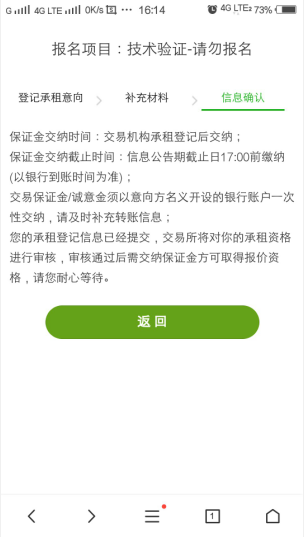 G 4G LTE 0K/s 16:14 4G LTE2 73%
报名项目：技术验证-请勿报名
登记承租意向 补充材料 信息确认
保证金交纳时间：交易机构承租登记后交纳；
保证金交纳截止时间：信息公告期截止日17:00前缴纳
(以银行到账时间为准)；
交易保证金/诚意金须以意向方名义开设的银行账户一次
性交纳，请及时补充转账信息；
您的承租登记信息已经提交，交易所将对你的承租资格
进行审核，审核通过后需交纳保证金方可取得报价资
格，请您耐心等待。
返 回
1